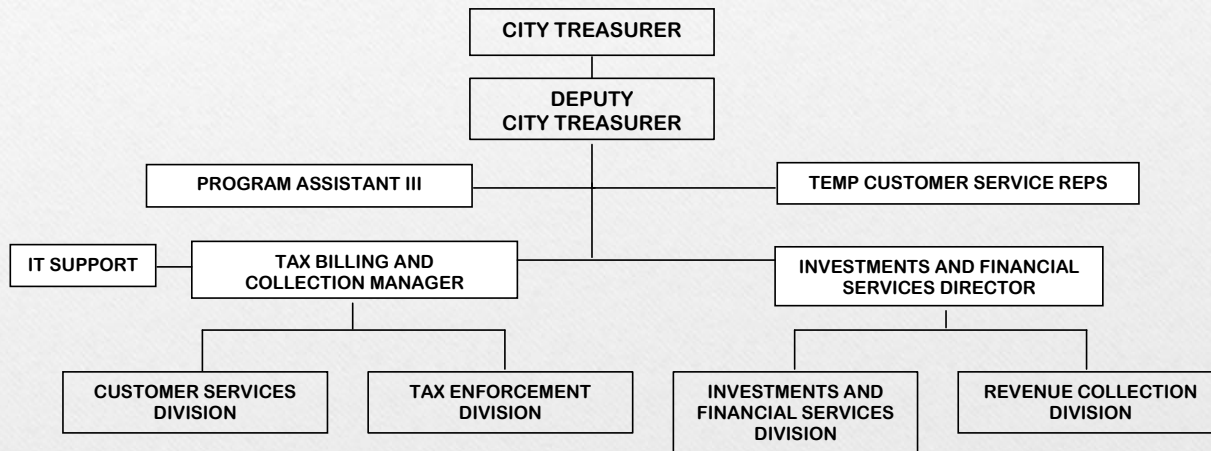 CITY TREASURER
DEPUTY
CITY TREASURER
PROGRAM ASSISTANT III
TEMP CUSTOMER SERVICE REPS
IT SUPPORT
TAX BILLING AND
COLLECTION MANAGER
INVESTMENTS AND FINANCIAL
SERVICES DIRECTOR
CUSTOMER SERVICES
DIVISION
TAX ENFORCEMENT
DIVISION
INVESTMENTS AND
FINANCIAL SERVICES
DIVISION
REVENUE COLLECTION
DIVISION